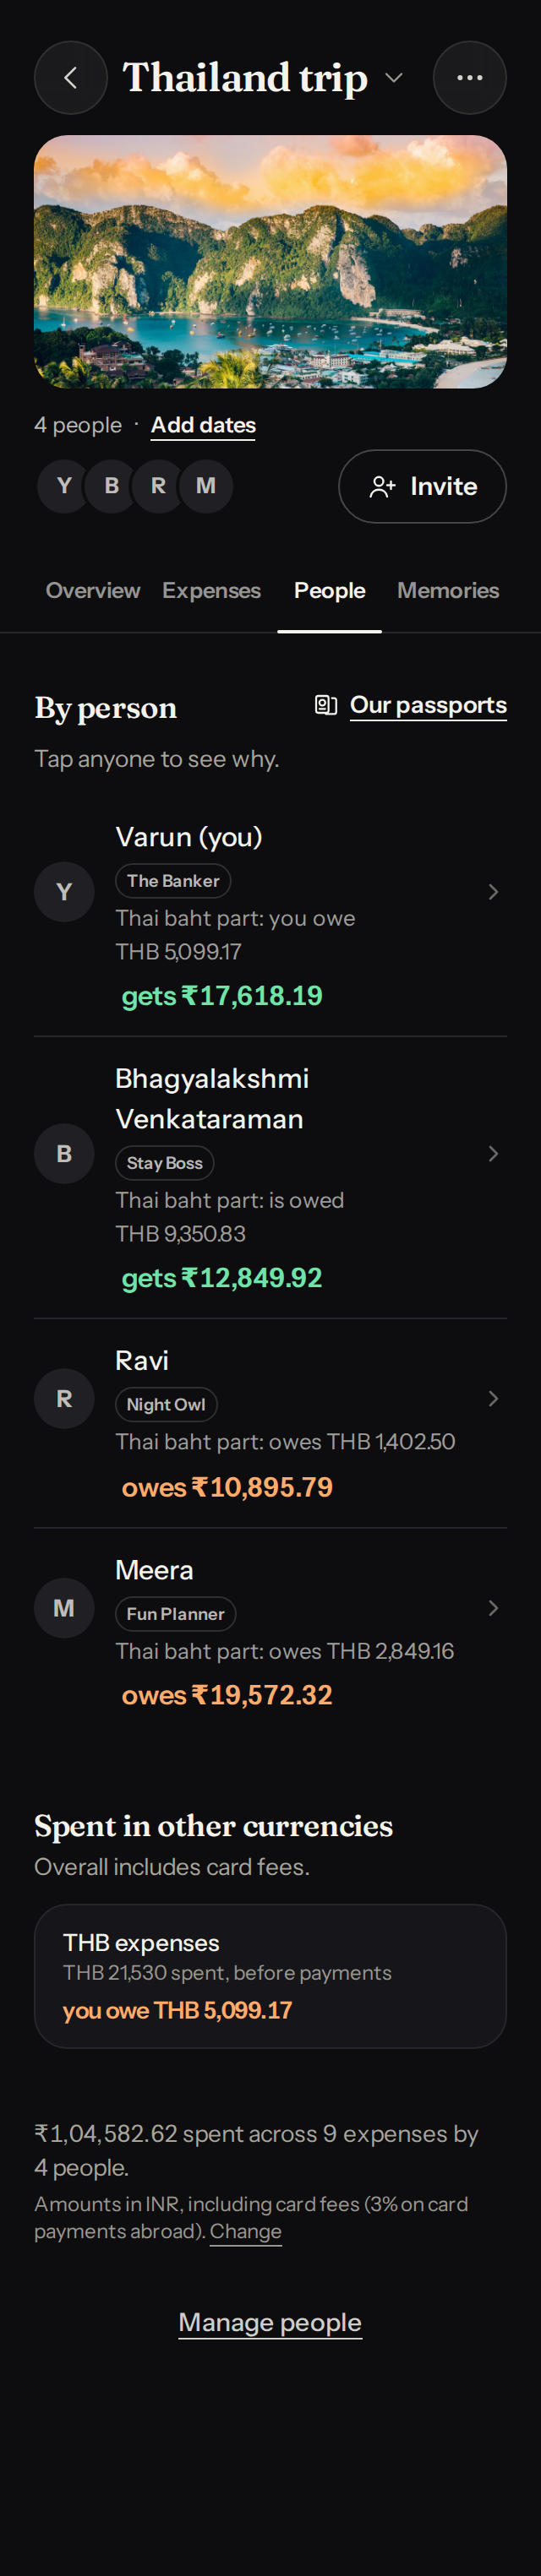 Thailand trip
4 people · Add dates
Y B R M
Invite
Overview Expenses People Memories
By person
Our passports
Tap anyone to see why.
Y
Varun (you)
The Banker
Thai baht part: you owe
THB 5,099.17
gets ₹17,618.19
B
Bhagyalakshmi
Venkataraman
Stay Boss
Thai baht part: is owed
THB 9,350.83
gets ₹12,849.92
R
Ravi
Night Owl
Thai baht part: owes THB 1,402.50
owes ₹10,895.79
M
Meera
Fun Planner
Thai baht part: owes THB 2,849.16
owes ₹19,572.32
Spent in other currencies
Overall includes card fees.
THB expenses
THB 21,530 spent, before payments
you owe THB 5,099.17
₹1,04,582.62 spent across 9 expenses by
4 people.
Amounts in INR, including card fees (3% on card
payments abroad). Change
Manage people